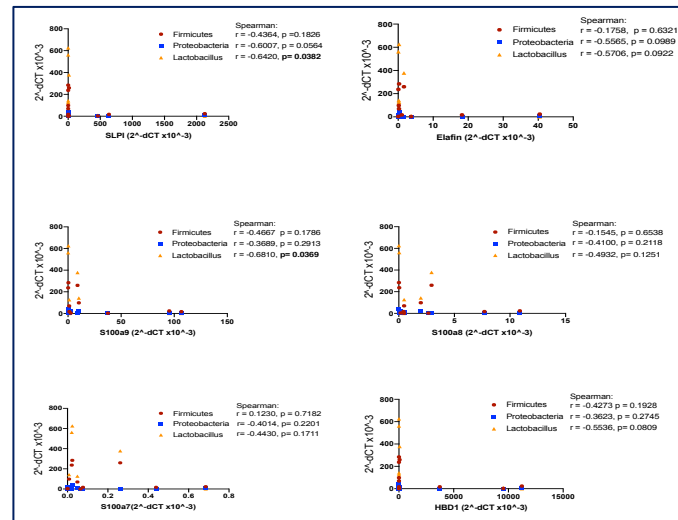 Spearman:
Firmicutes r = -0.4364, p = 0.1826
Proteobacteria r = -0.6007, p = 0.0564
Lactobacillus r= -0.6420, p= 0.0382
2^-dCT x10^-3
800
600
400
200
0
0 500 1000 1500 2000 2500
SLPI (2^-dCT x10^-3)
Spearman:
Firmicutes r = -0.1758, p = 0.6321
Proteobacteria r = -0.5565, p = 0.0989
Lactobacillus r= -0.5706, p = 0.0922
2^-dCT x10^-3
800
600
400
200
0
0 10 20 30 40 50
Elafin (2^-dCT x10^-3)
Spearman:
Firmicutes r = -0.4667 p = 0.1786
Proteobacteria r = -0.3689, p = 0.2913
Lactobacillus r = -0.6810, p = 0.0369
2^-dCT x10^-3
800
600
400
200
0
0 50 100 150
S100a9 (2^-dCT x10^-3)
Spearman:
Firmicutes r = -0.1545, p = 0.6538
Proteobacteria r = -0.4100, p = 0.2118
Lactobacillus r = -0.4932, p = 0.1251
2^-dCT x10^-3
800
600
400
200
0
0 5 10 15
S100a8 (2^-dCT x10^-3)
Spearman:
Firmicutes r = 0.1230, p = 0.7182
Proteobacteria r = -0.4014, p = 0.2201
Lactobacillus r= -0.4430, p = 0.1711
2^-dCT x10^-3
800
600
400
200
0
0.0 0.2 0.4 0.6 0.8
S100a7(2^-dCT x10^-3)
Spearman:
Firmicutes r = -0.4273 p = 0.1928
Proteobacteria r = -0.3623, p = 0.2745
Lactobacillus r = -0.5536, p= 0.0809
2^-dCT x10^-3
800
600
400
200
0
0 5000 10000 15000
HBD1 (2^-dCT x10^-3)